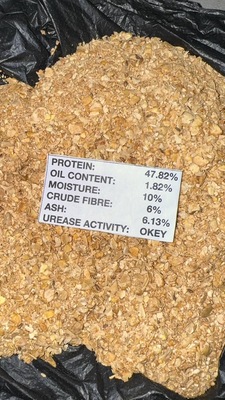 PROTEIN: 47.82%
OIL CONTENT: 1.82%
MOISTURE: 10%
CRUDE FIBRE: 6%
ASH: 6.13%
UREASE ACTIVITY: OKEY